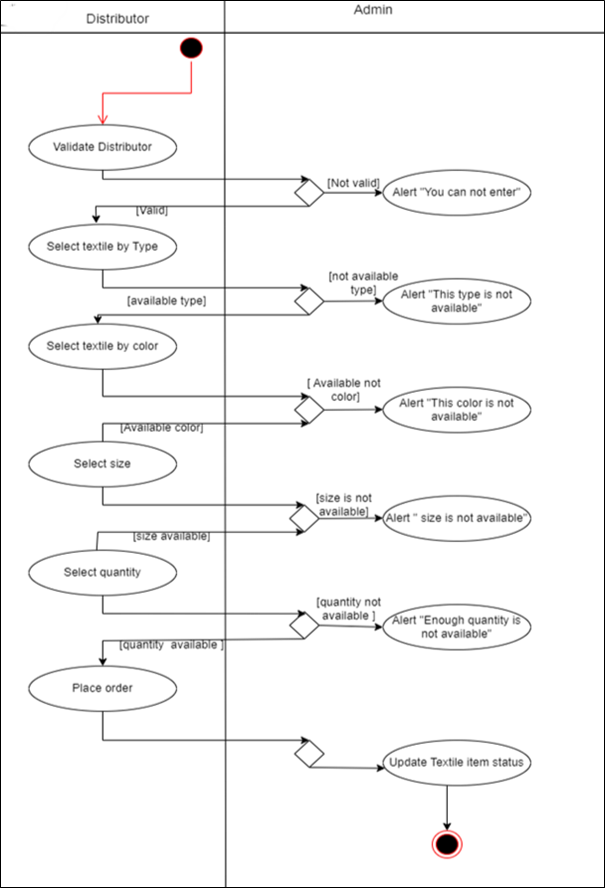 Distributor
Admin
Validate Distributor
[Not valid]
Alert "You can not enter"
[Valid]
Select textile by Type
[not available
type]
Alert "This type is not
available"
[available type]
Select textile by color
[ Available not
color]
Alert "This color is not
available"
[Available color]
Select size
[size is not
available]
Alert " size is not available"
[size available]
Select quantity
[quantity not
available ]
Alert "Enough quantity is
not available"
[quantity  available ]
Place order
Update Textile item status